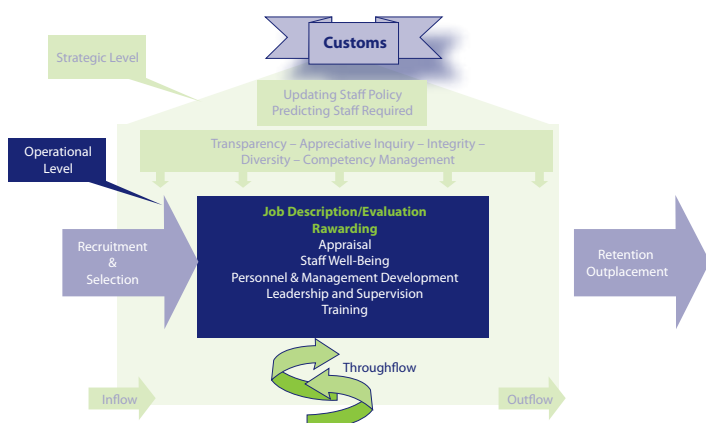 Customs
Strategic Level
Updating Staff Policy
Predicting Staff Required
Transparency – Appreciative Inquiry – Integrity –
Diversity – Competency Management
Operational
Level
Job Description/Evaluation
Rawarding
Appraisal
Staff Well-Being
Personnel & Management Development
Leadership and Supervision
Training
Recruitment
&
Selection
Retention
Outplacement
Throughflow
Inflow
Outflow